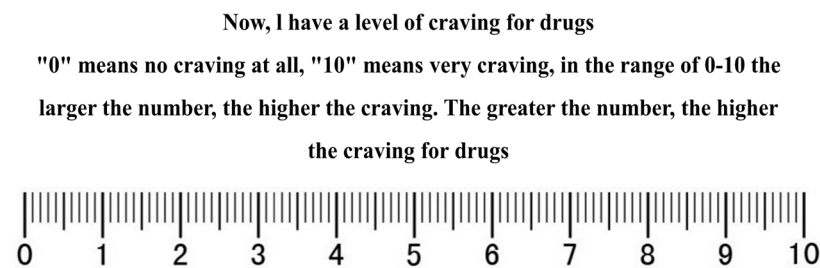 Now, l have a level of craving for drugs
"0" means no craving at all, "10" means very craving, in the range of 0-10 the
larger the number, the higher the craving. The greater the number, the higher
the craving for drugs
0 1 2 3 4 5 6 7 8 9 10